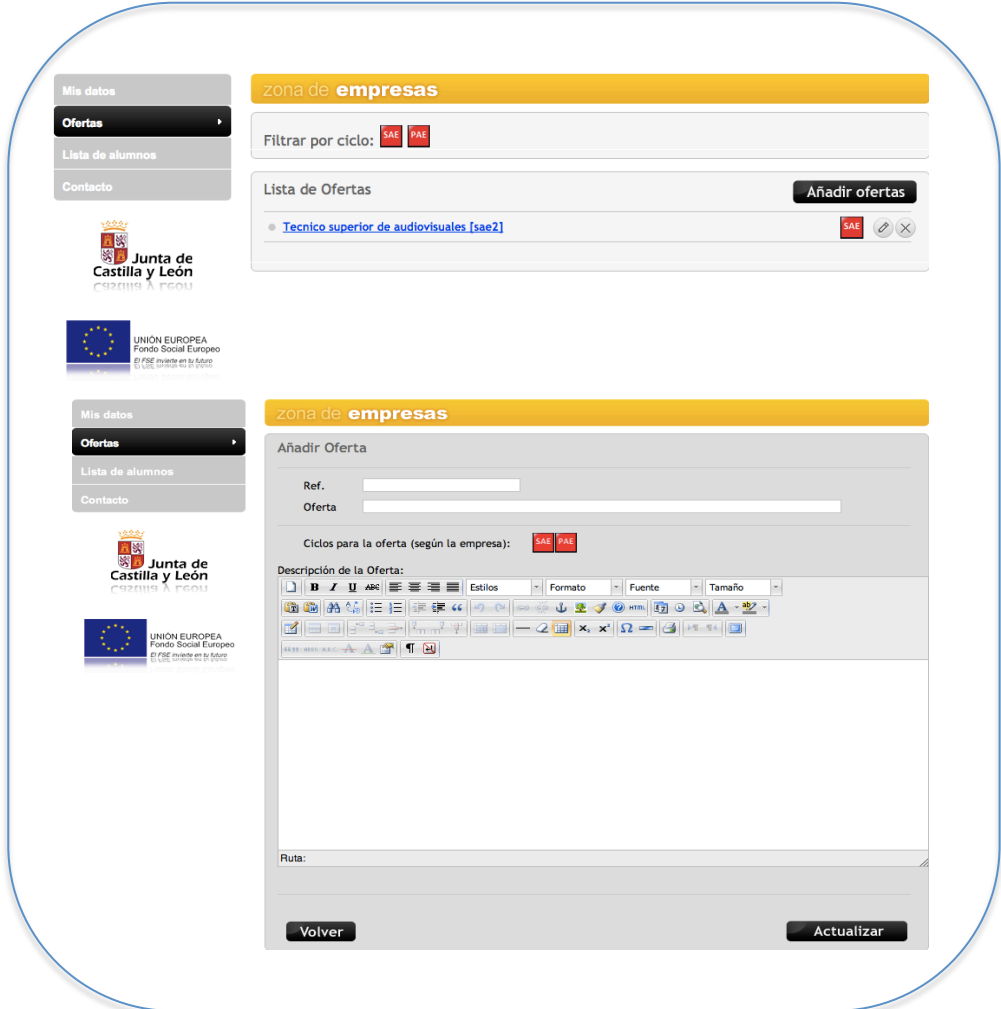 Mis datos
Ofertas
Lista de alumnos
Contacto
Junta de
Castilla y León
UNIÓN EUROPEA
Fondo Social Europeo
El FSE invierte en tu futuro
zona de empresas
Filtrar por ciclo: SAE PAE
Lista de Ofertas
Añadir ofertas
Tecnico superior de audiovisuales [sae2] SAE
Mis datos
Ofertas
Lista de alumnos
Contacto
Junta de
Castilla y León
UNIÓN EUROPEA
Fondo Social Europeo
El FSE invierte en tu futuro
zona de empresas
Añadir Oferta
Ref.
Oferta
Ciclos para la oferta (según la empresa): SAE PAE
Descripción de la Oferta:
B I U ABC Estilos Formato Fuente Tamaño
HTML A ab
Ruta:
Volver Actualizar